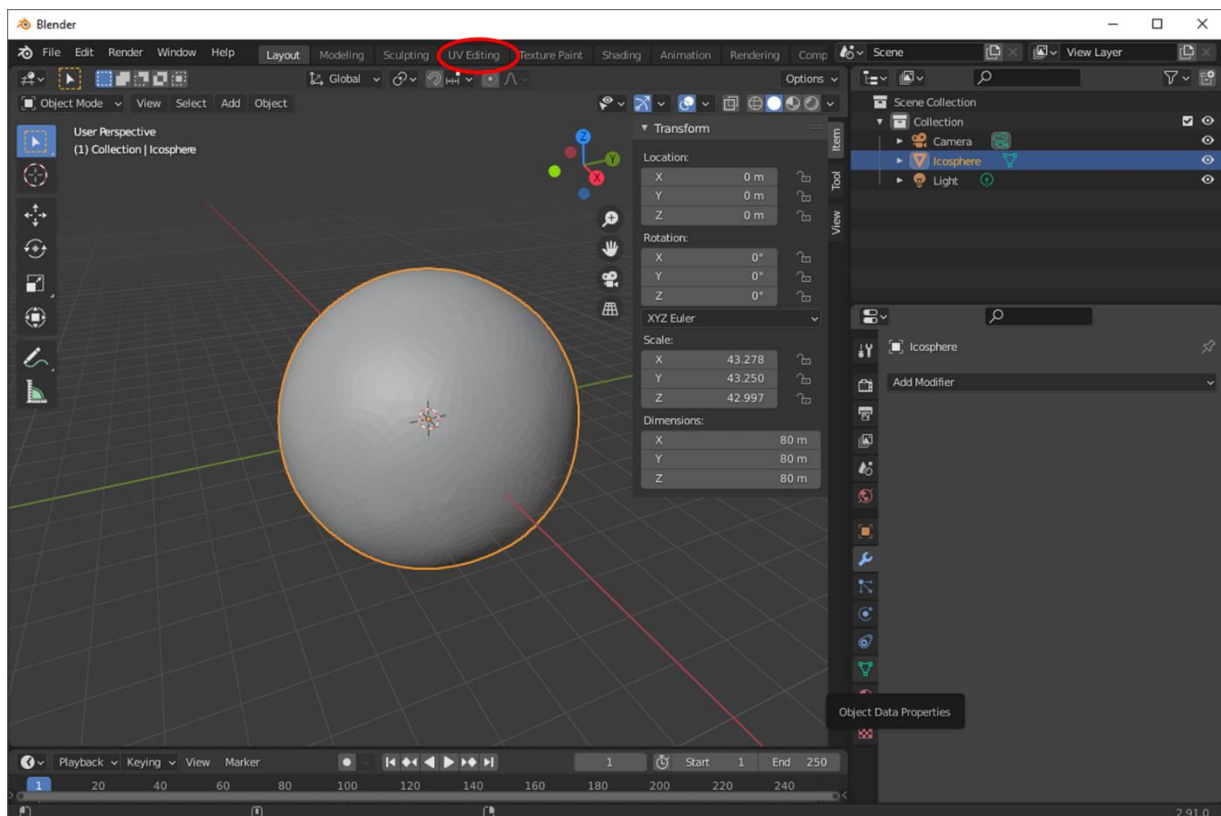 Blender
File Edit Render Window Help Layout Modeling Sculpting UV Editing Texture Paint Shading Animation Rendering Comp Scene View Layer
Global Options
Object Mode View Select Add Object
User Perspective
(1) Collection | Icosphere
Z
Y
X
Transform
Location:
X 0 m
Y 0 m
Z 0 m
Rotation:
X 0°
Y 0°
Z 0°
XYZ Euler
Scale:
X 43.278
Y 43.250
Z 42.997
Dimensions:
X 80 m
Y 80 m
Z 80 m
Item
Tool
View
Scene Collection
Collection
Camera
Icosphere
Light
Icosphere
Add Modifier
Object Data Properties
Playback Keying View Marker 1 Start 1 End 250
1 20 40 60 80 100 120 140 160 180 200 220 240
2.91.0